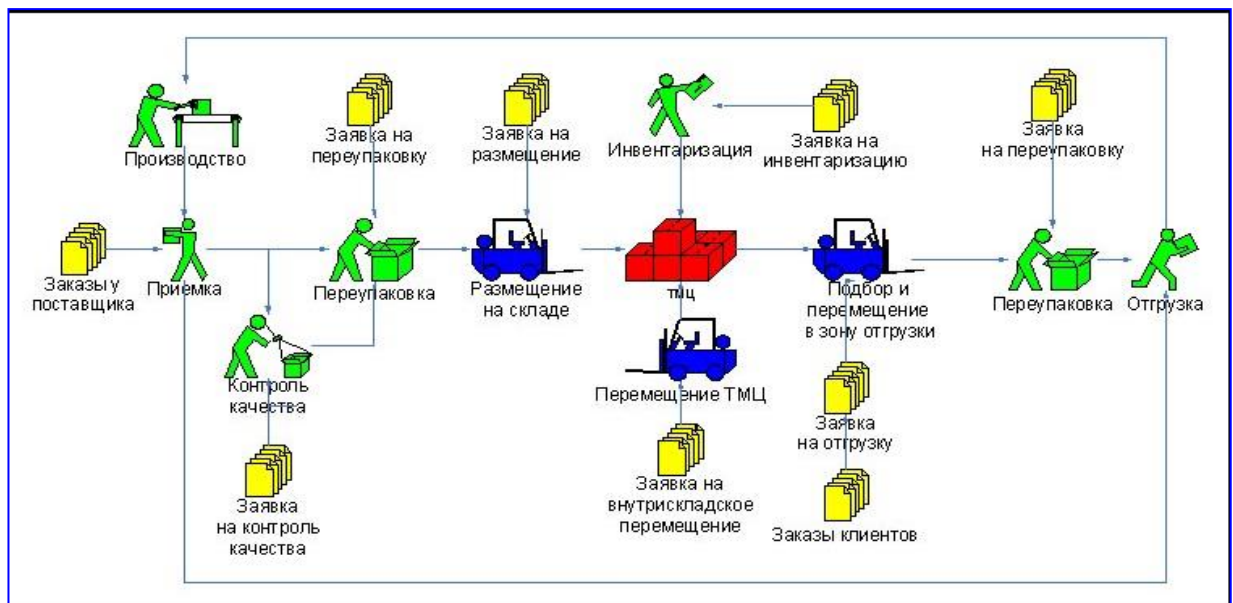 Производство
Заявка на
переупаковку
Заявка на
размещение
Инвентаризация
Заявка на
инвентаризацию
Заявка
на переупаковку
Заказы у
поставщика
Приемка
Переупаковка
Размещение
на складе
тмц
Подбор и
перемещение
в зону отгрузки
Переупаковка
Отгрузка
Контроль
качества
Перемещение ТМЦ
Заявка
на отгрузку
Заявка
на контроль
качества
Заявка на
внутрискладское
перемещение
Заказы клиентов